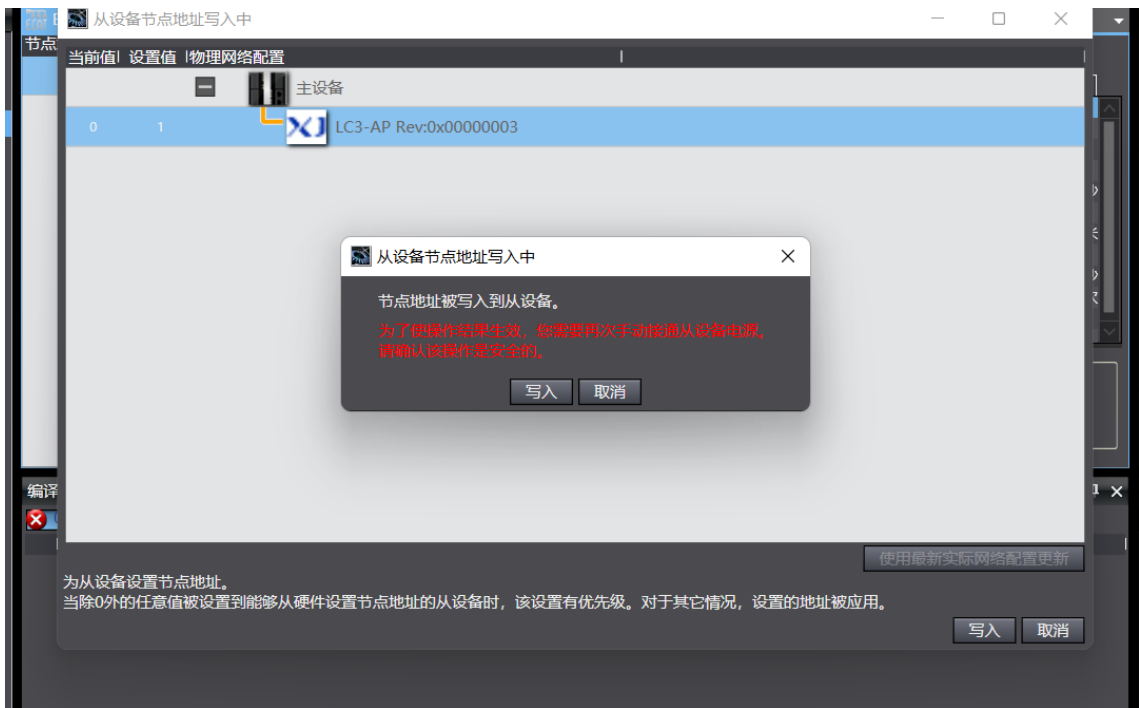 从设备节点地址写入中
节点
当前值 设置值 物理网络配置
主设备
0 1 XJ LC3-AP Rev:0x00000003
从设备节点地址写入中
节点地址被写入到从设备。
为了使操作结果生效，您需要再次手动接通从设备电源。
请确认该操作是安全的。
写入 取消
编译
使用最新实际网络配置更新
为从设备设置节点地址。
当除0外的任意值被设置到能够从硬件设置节点地址的从设备时，该设置有优先级。对于其它情况，设置的地址被应用。
写入 取消